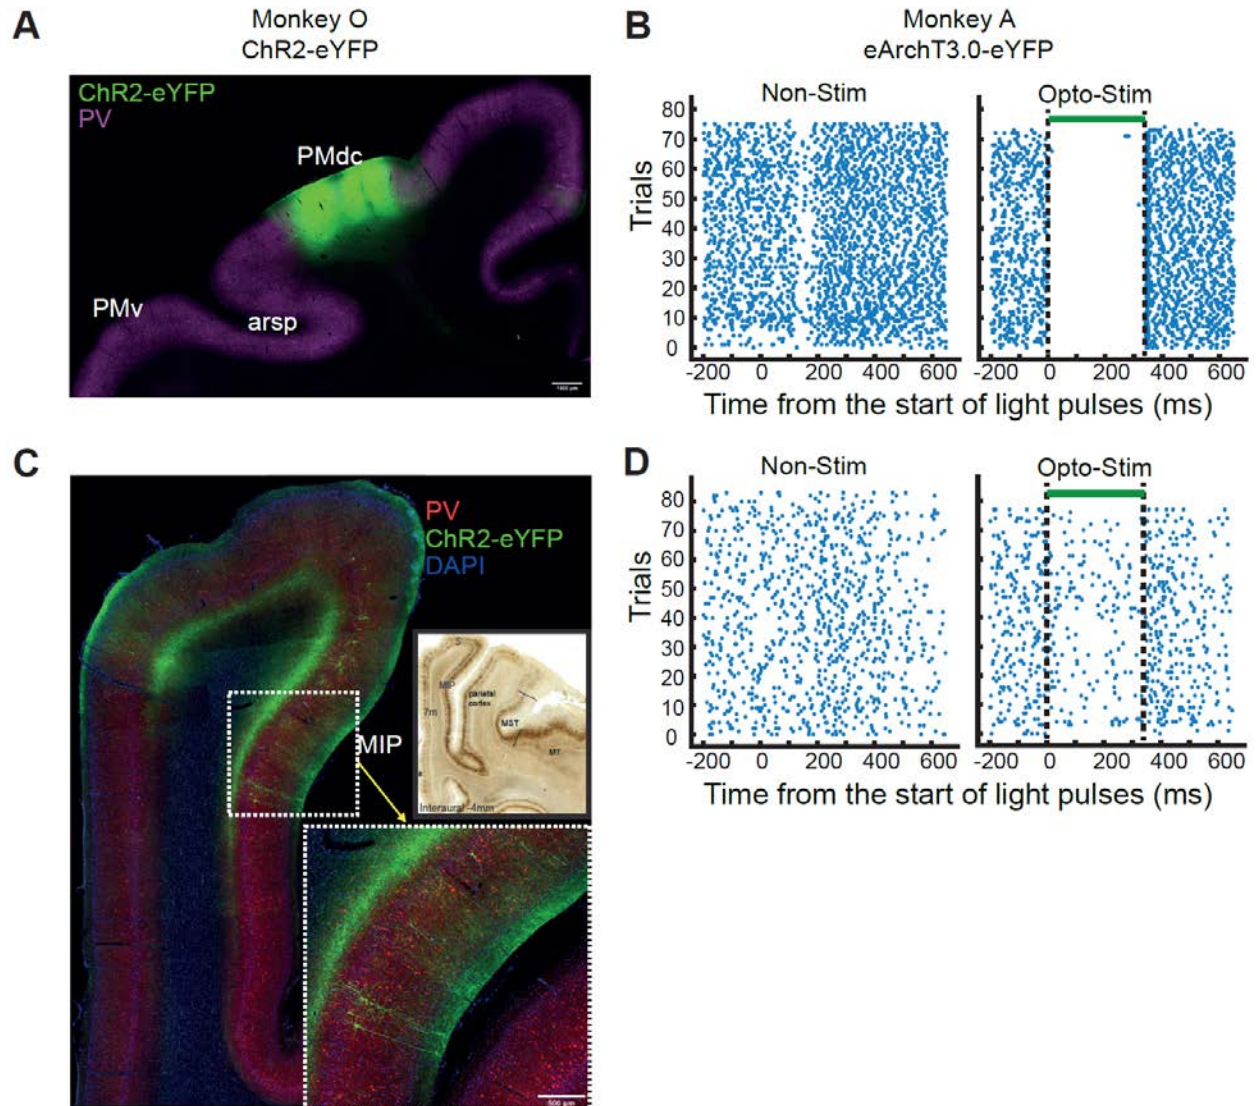 A
Monkey O
ChR2-eYFP
ChR2-eYFP
PV
PMdc
PMv
arsp
B
Monkey A
eArchT3.0-eYFP
Non-Stim
Opto-Stim
Trials
80
70
60
50
40
30
20
10
0
-200 0 200 400 600
-200 0 200 400 600
Time from the start of light pulses (ms)
C
PV
ChR2-eYFP
DAPI
MIP
S
MIP
parietal
cortex
7m
MST
MT
Interaural -4mm
500 µm
D
Non-Stim
Opto-Stim
Trials
80
70
60
50
40
30
20
10
0
-200 0 200 400 600
-200 0 200 400 600
Time from the start of light pulses (ms)